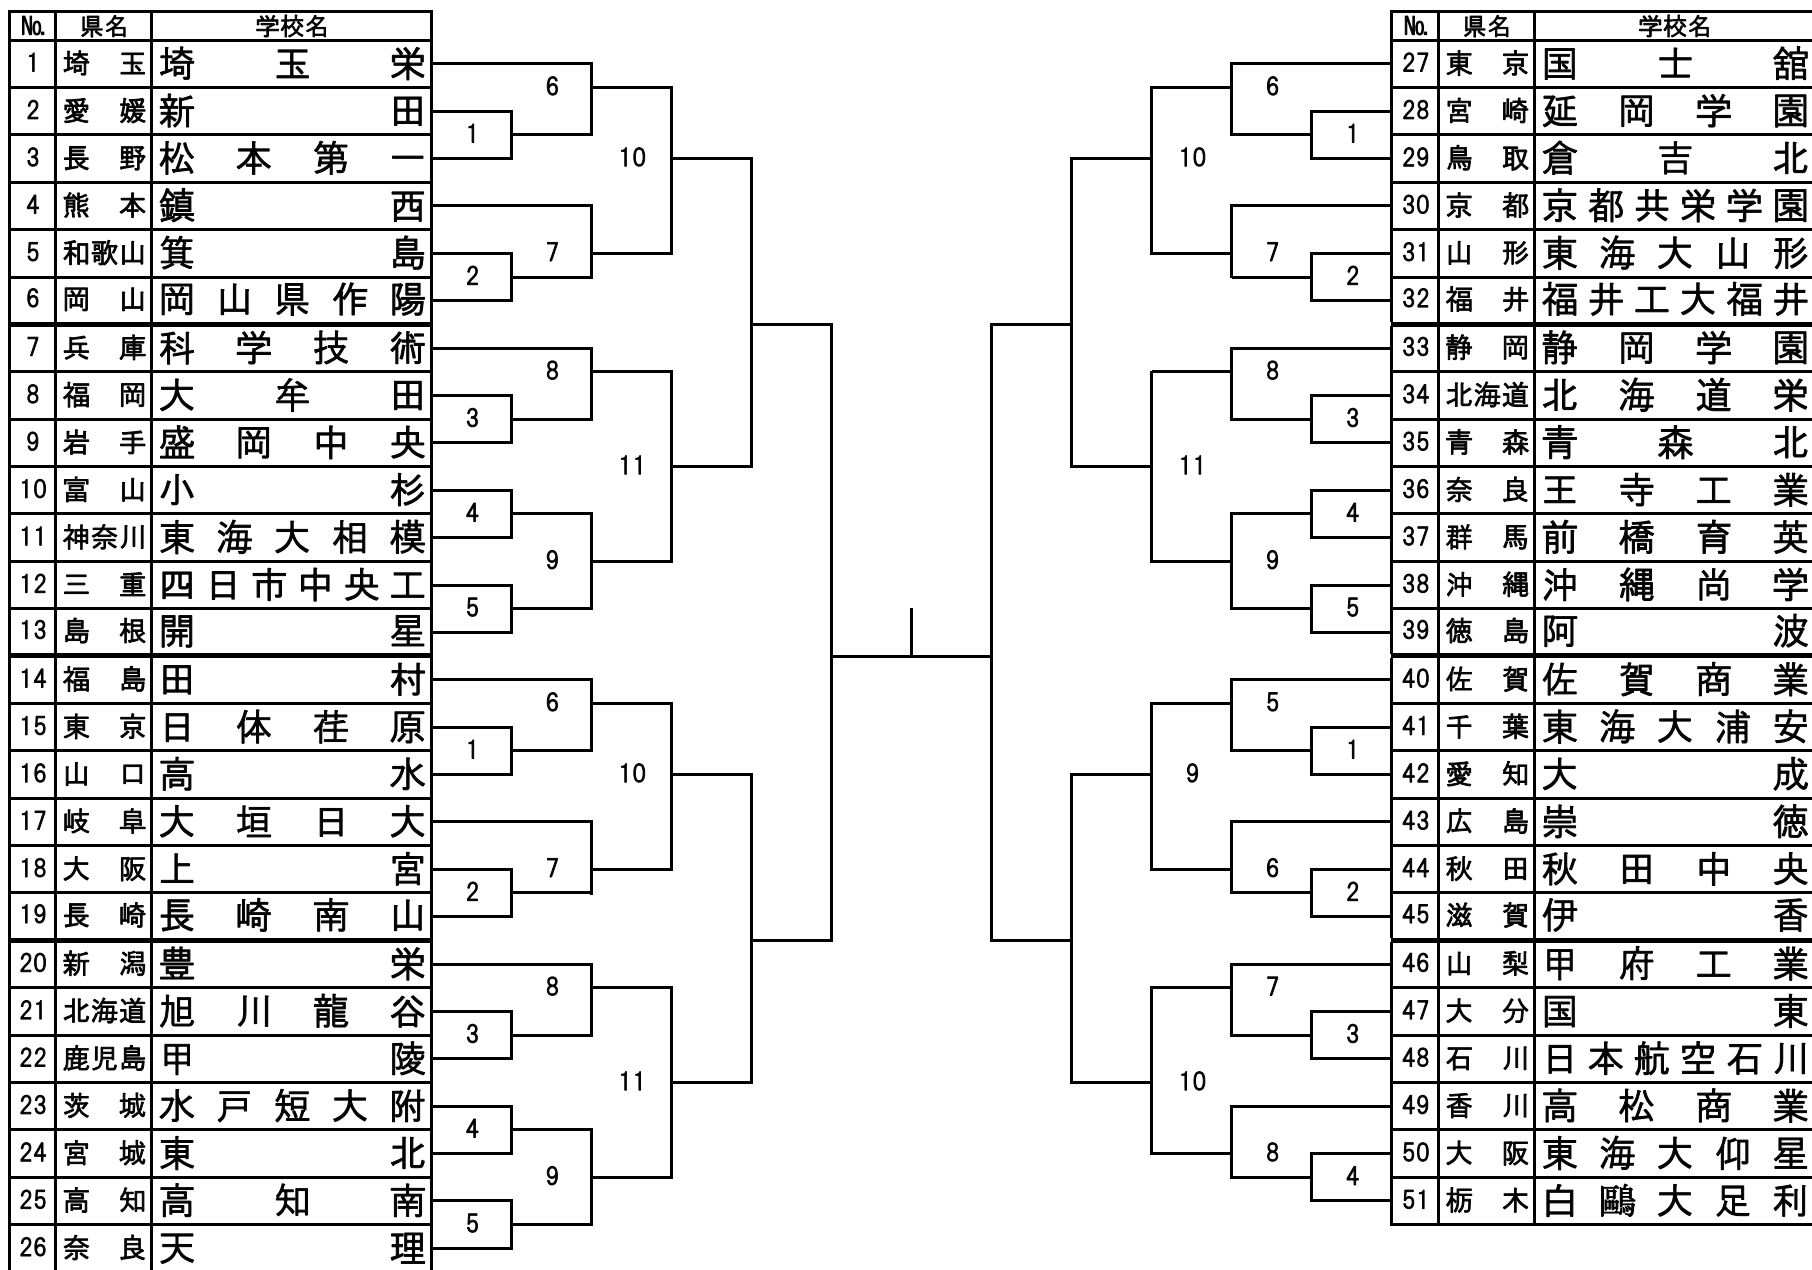 № 県名 学校名
1 埼玉 埼玉栄
2 愛媛 新田
3 長野 松本第一
4 熊本 鎮西
5 和歌山 箕島
6 岡山 岡山県作陽
7 兵庫 科学技術
8 福岡 大牟田
9 岩手 盛岡中央
10 富山 小杉
11 神奈川 東海大相模
12 三重 四日市中央工
13 島根 開星
14 福島 田村
15 東京 日体荏原
16 山口 高水
17 岐阜 大垣日大
18 大阪 上宮
19 長崎 長崎南山
20 新潟 豊栄
21 北海道 旭川龍谷
22 鹿児島 甲陵
23 茨城 水戸短大附
24 宮城 東北
25 高知 高知南
26 奈良 天理
6
1
10
7
2
8
3
11
4
9
5
6
1
10
7
2
8
3
11
4
9
5
6
1
10
7
2
8
3
11
4
9
5
5
1
9
6
2
7
3
10
8
4
№ 県名 学校名
27 東京 国士舘
28 宮崎 延岡学園
29 鳥取 倉吉北
30 京都 京都共栄学園
31 山形 東海大山形
32 福井 福井工大福井
33 静岡 静岡学園
34 北海道 北海道栄
35 青森 青森北
36 奈良 王寺工業
37 群馬 前橋育英
38 沖縄 沖縄尚学
39 徳島 阿波
40 佐賀 佐賀商業
41 千葉 東海大浦安
42 愛知 大成
43 広島 崇徳
44 秋田 秋田中央
45 滋賀 伊香
46 山梨 甲府工業
47 大分 国東
48 石川 日本航空石川
49 香川 高松商業
50 大阪 東海大仰星
51 栃木 白鷗大足利